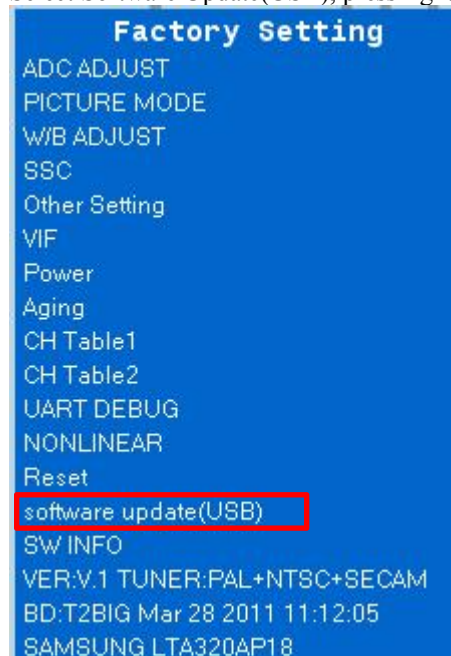 Factory Setting
ADC ADJUST
PICTURE MODE
W/B ADJUST
SSC
Other Setting
VIF
Power
Aging
CH Table1
CH Table2
UART DEBUG
NONLINEAR
Reset
software update(USB)
SW INFO
VER:V.1 TUNER:PAL+NTSC+SECAM
BD:T2BIG Mar 28 2011 11:12:05
SAMSUNG LTA320AP18